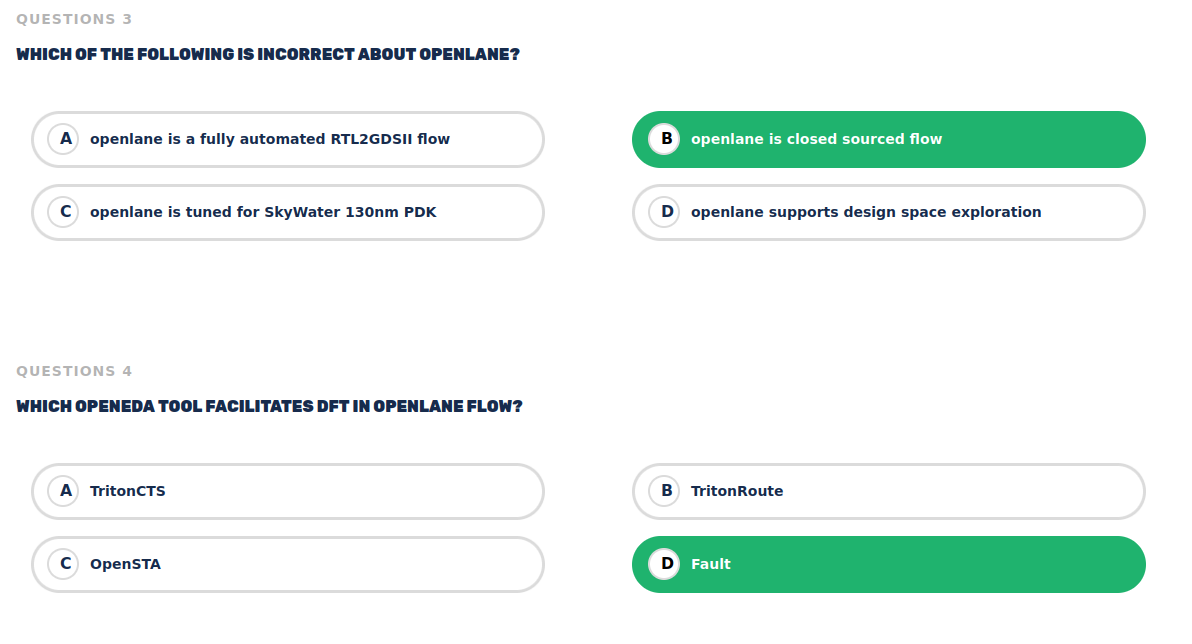 QUESTIONS 3
WHICH OF THE FOLLOWING IS INCORRECT ABOUT OPENLANE?
A openlane is a fully automated RTL2GDSII flow
B openlane is closed sourced flow
C openlane is tuned for SkyWater 130nm PDK
D openlane supports design space exploration
QUESTIONS 4
WHICH OPENEDA TOOL FACILITATES DFT IN OPENLANE FLOW?
A TritonCTS
B TritonRoute
C OpenSTA
D Fault